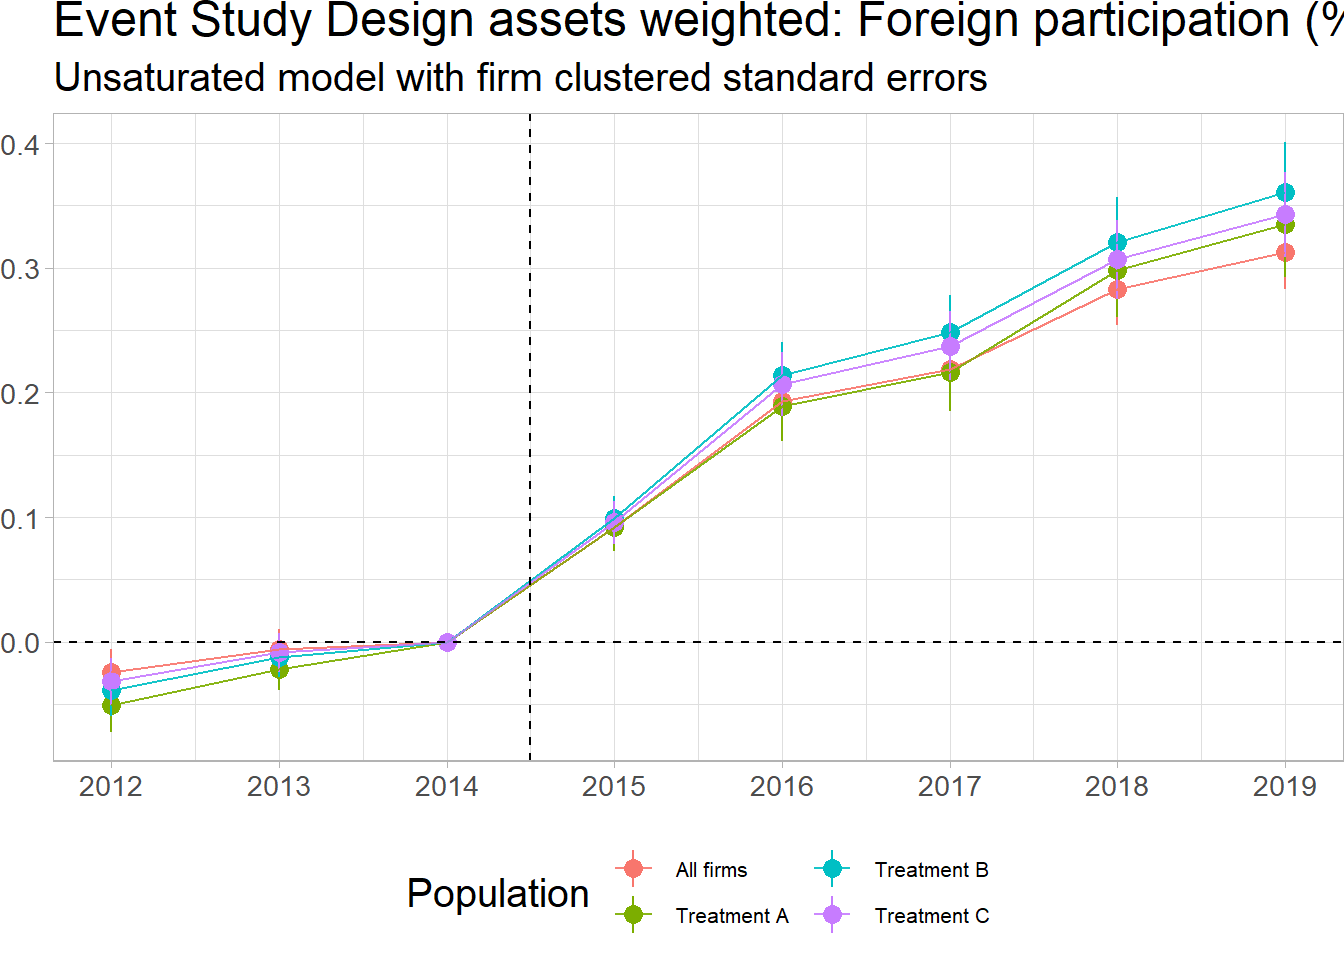 Event Study Design assets weighted: Foreign participation (%
Unsaturated model with firm clustered standard errors
0.4
0.3
0.2
0.1
0.0
2012 2013 2014 2015 2016 2017 2018 2019
Population
All firms Treatment B
Treatment A Treatment C